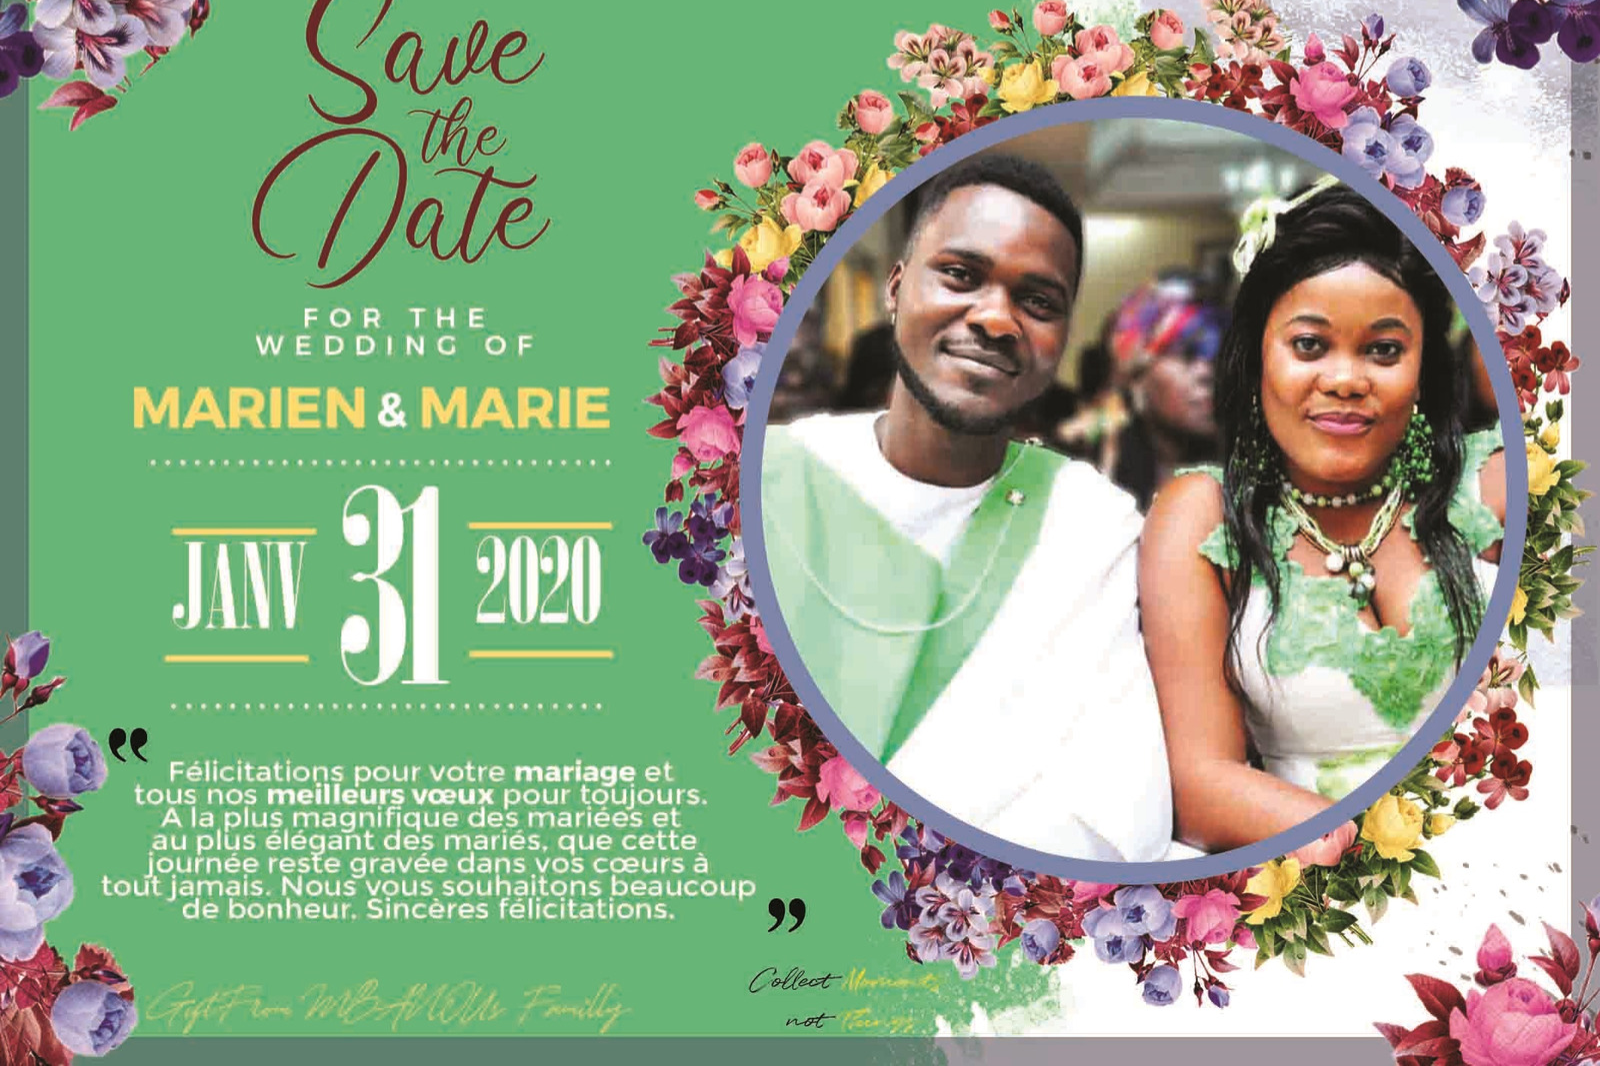 Save
the
Date
FOR THE
WEDDING OF
MARIEN & MARIE
JANV 31 2020
“
Félicitations pour votre mariage et
tous nos meilleurs vœux pour toujours.
A la plus magnifique des mariées et
au plus élégant des mariés, que cette
journée reste gravée dans vos cœurs à
tout jamais. Nous vous souhaitons beaucoup
de bonheur. Sincères félicitations.
”
Gift From MBANOUs Familly
Collect Moments
not Things